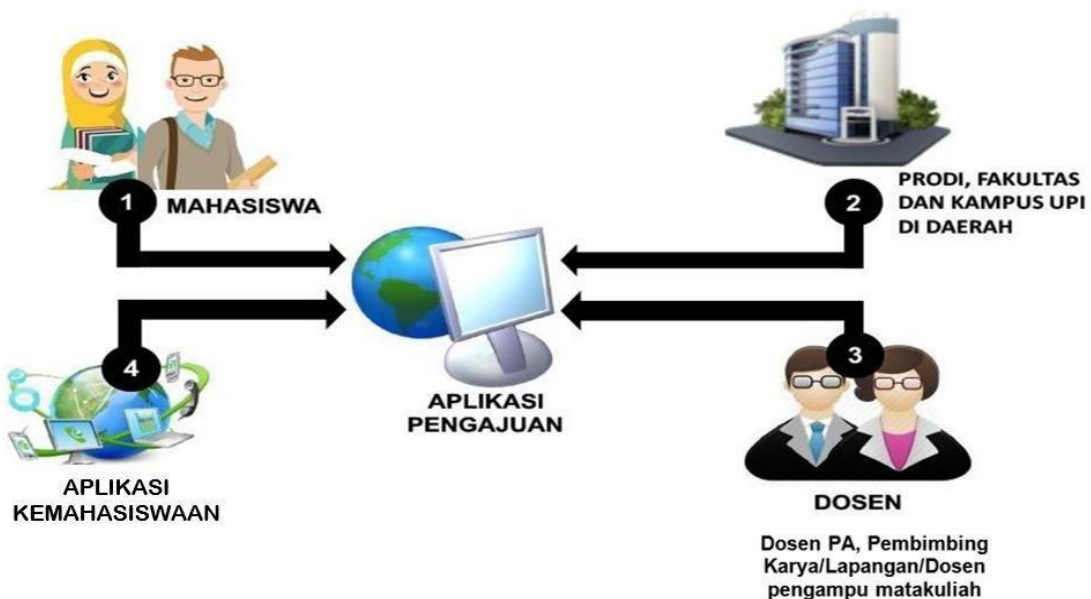 1
MAHASISWA
2
PRODI, FAKULTAS
DAN KAMPUS UPI
DI DAERAH
APLIKASI
PENGAJUAN
4
APLIKASI
KEMAHASISWAAN
3
DOSEN
Dosen PA, Pembimbing
Karya/Lapangan/Dosen
pengampu matakuliah